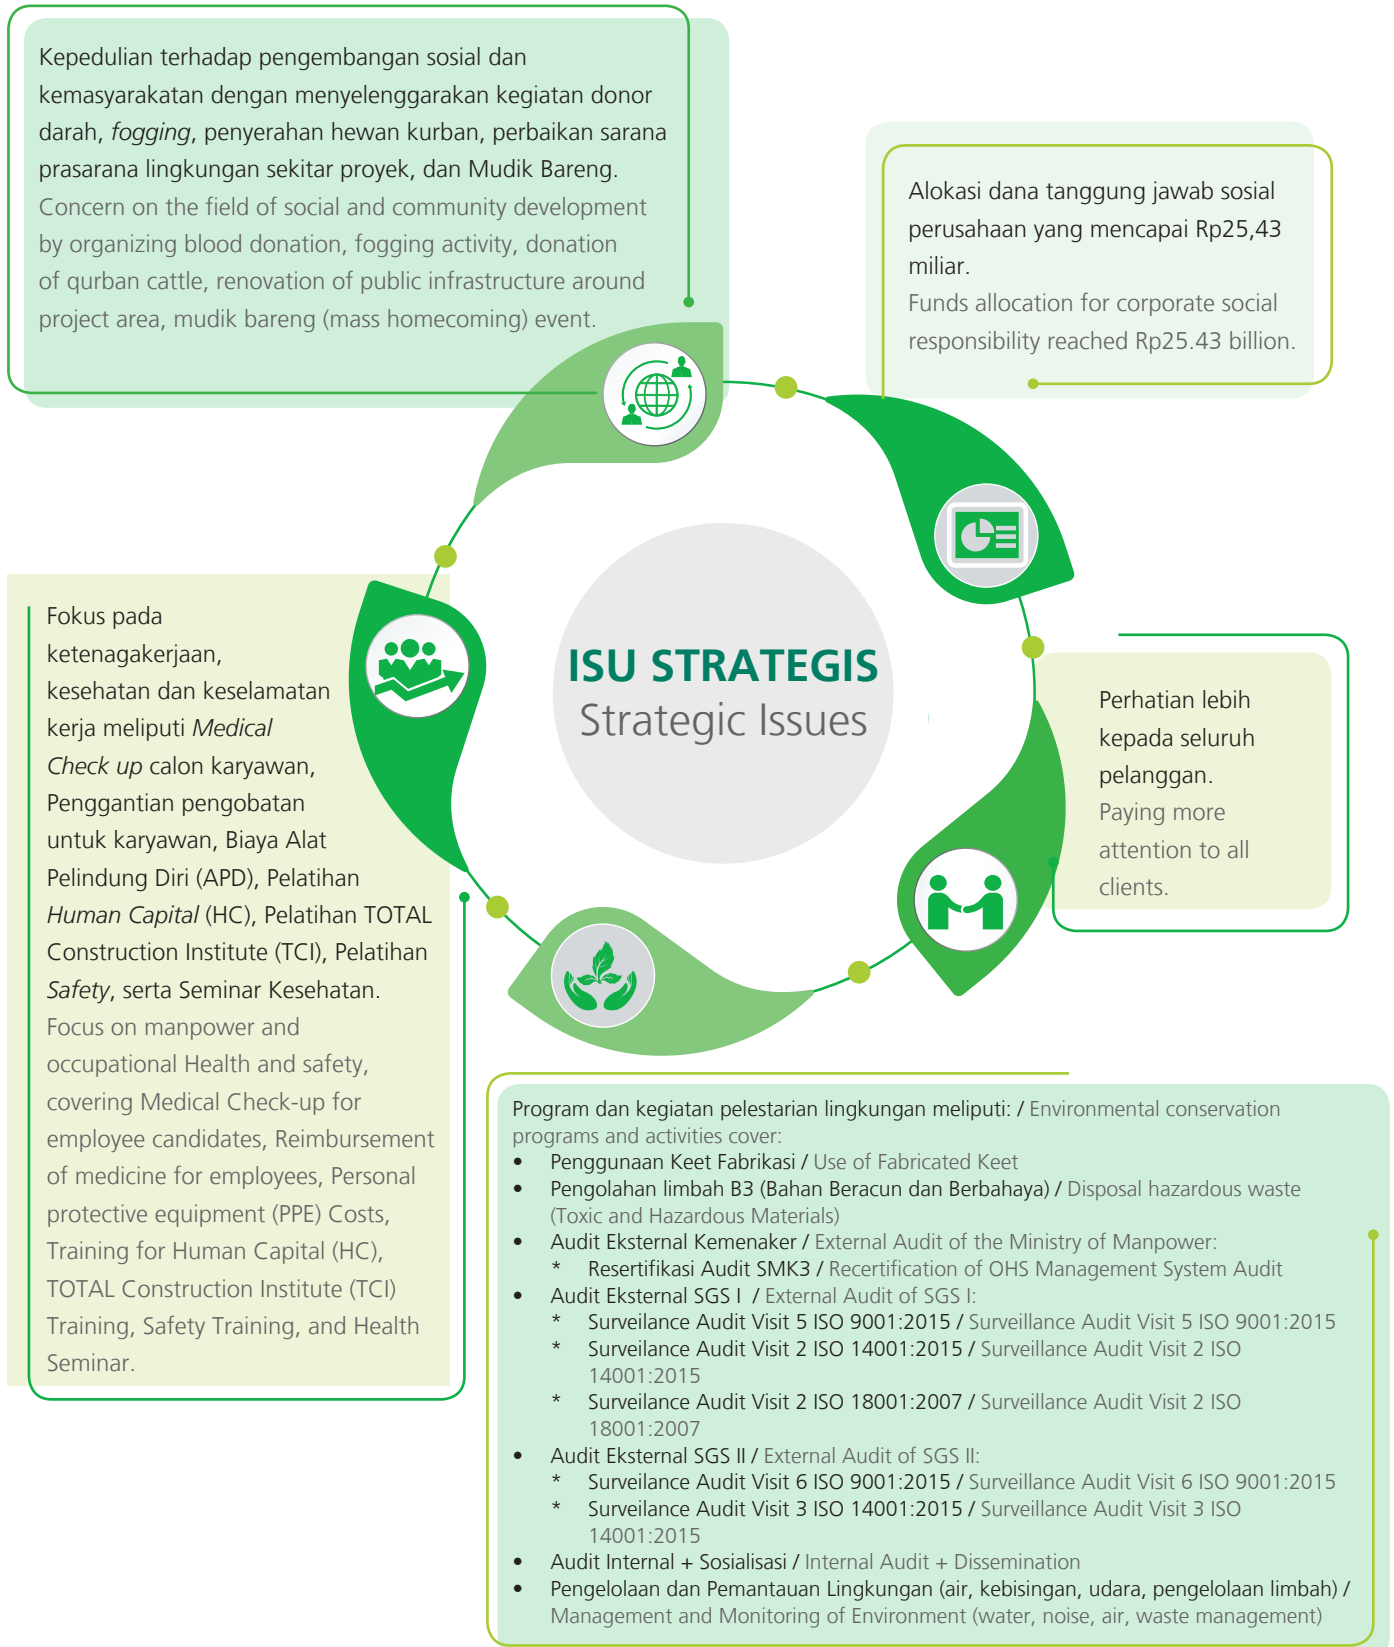 Kepedulian terhadap pengembangan sosial dan
kemasyarakatan dengan menyelenggarakan kegiatan donor
darah, fogging, penyerahan hewan kurban, perbaikan sarana
prasarana lingkungan sekitar proyek, dan Mudik Bareng.
Concern on the field of social and community development
by organizing blood donation, fogging activity, donation
of qurban cattle, renovation of public infrastructure around
project area, mudik bareng (mass homecoming) event.
Alokasi dana tanggung jawab sosial
perusahaan yang mencapai Rp25,43
miliar.
Funds allocation for corporate social
responsibility reached Rp25.43 billion.
ISU STRATEGIS
Strategic Issues
Fokus pada
ketenagakerjaan,
kesehatan dan keselamatan
kerja meliputi Medical
Check up calon karyawan,
Penggantian pengobatan
untuk karyawan, Biaya Alat
Pelindung Diri (APD), Pelatihan
Human Capital (HC), Pelatihan TOTAL
Construction Institute (TCI), Pelatihan
Safety, serta Seminar Kesehatan.
Focus on manpower and
occupational Health and safety,
covering Medical Check-up for
employee candidates, Reimbursement
of medicine for employees, Personal
protective equipment (PPE) Costs,
Training for Human Capital (HC),
TOTAL Construction Institute (TCI)
Training, Safety Training, and Health
Seminar.
Perhatian lebih
kepada seluruh
pelanggan.
Paying more
attention to all
clients.
Program dan kegiatan pelestarian lingkungan meliputi: / Environmental conservation
programs and activities cover:
• Penggunaan Keet Fabrikasi / Use of Fabricated Keet
• Pengolahan limbah B3 (Bahan Beracun dan Berbahaya) / Disposal hazardous waste
(Toxic and Hazardous Materials)
• Audit Eksternal Kemenaker / External Audit of the Ministry of Manpower:
* Resertifikasi Audit SMK3 / Recertification of OHS Management System Audit
• Audit Eksternal SGS I / External Audit of SGS I:
* Surveilance Audit Visit 5 ISO 9001:2015 / Surveillance Audit Visit 5 ISO 9001:2015
* Surveilance Audit Visit 2 ISO 14001:2015 / Surveillance Audit Visit 2 ISO
14001:2015
* Surveilance Audit Visit 2 ISO 18001:2007 / Surveillance Audit Visit 2 ISO
18001:2007
• Audit Eksternal SGS II / External Audit of SGS II:
* Surveilance Audit Visit 6 ISO 9001:2015 / Surveillance Audit Visit 6 ISO 9001:2015
* Surveilance Audit Visit 3 ISO 14001:2015 / Surveillance Audit Visit 3 ISO
14001:2015
• Audit Internal + Sosialisasi / Internal Audit + Dissemination
• Pengelolaan dan Pemantauan Lingkungan (air, kebisingan, udara, pengelolaan limbah) /
Management and Monitoring of Environment (water, noise, air, waste management)